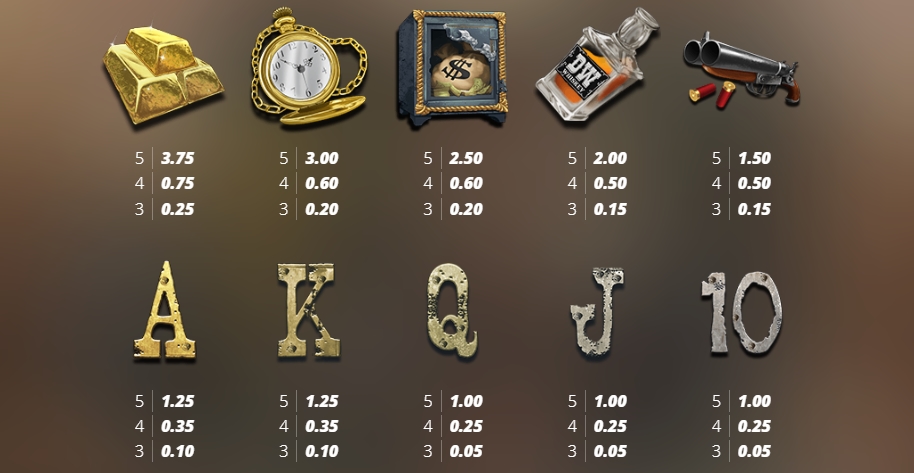 $
DW
WHISKEY
5 3.75 5 3.00 5 2.50 5 2.00 5 1.50
4 0.75 4 0.60 4 0.60 4 0.50 4 0.50
3 0.25 3 0.20 3 0.20 3 0.15 3 0.15
A K Q J 10
5 1.25 5 1.25 5 1.00 5 1.00 5 1.00
4 0.35 4 0.35 4 0.25 4 0.25 4 0.25
3 0.10 3 0.10 3 0.05 3 0.05 3 0.05